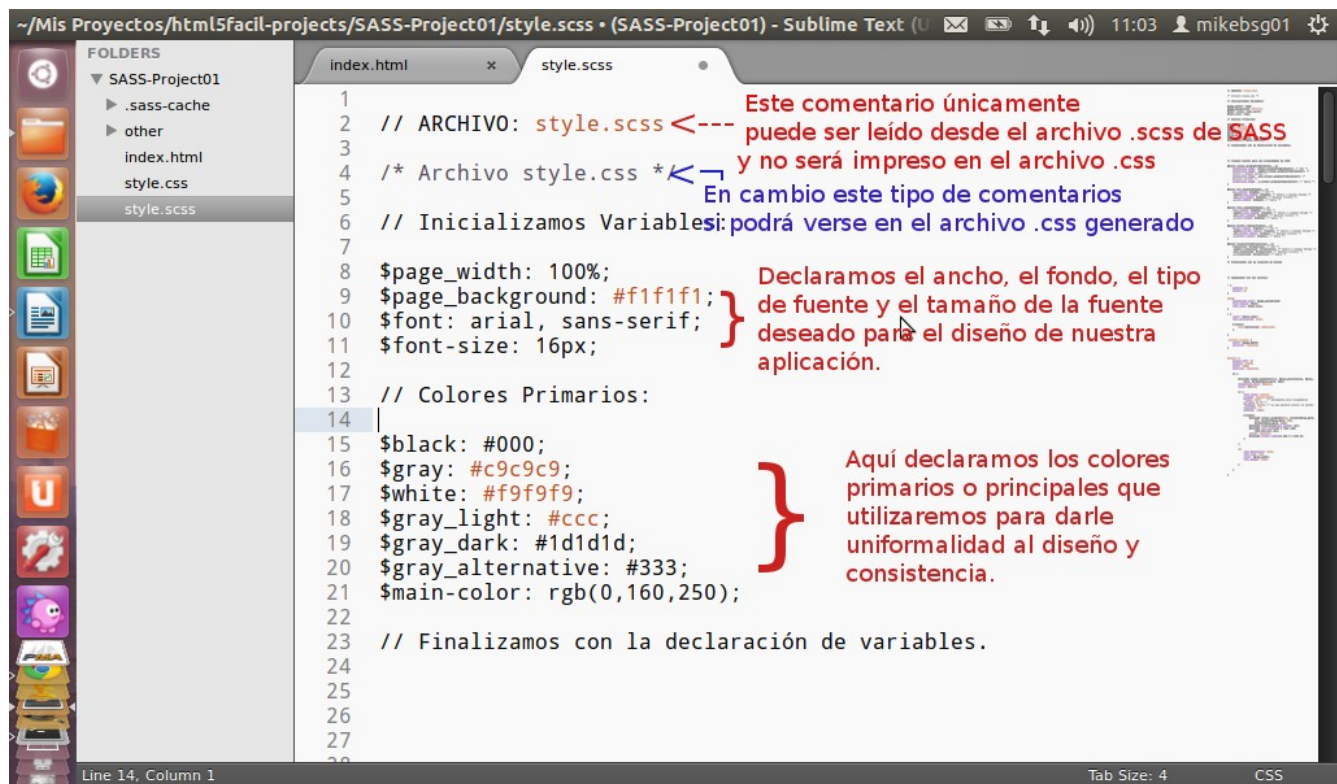 ~/Mis Proyectos/html5facil-projects/SASS-Project01/style.scss • (SASS-Project01) - Sublime Text (U
11:03 mikebsg01
FOLDERS
SASS-Project01
.sass-cache
other
index.html
style.css
style.scss
index.html × style.scss
1
2 // ARCHIVO: style.scss <---
Este comentario únicamente
puede ser leído desde el archivo .scss de SASS
y no será impreso en el archivo .css
3
4 /* Archivo style.css */
En cambio este tipo de comentarios
si podrá verse en el archivo .css generado
5
6 // Inicializamos Variables:
7
8 $page_width: 100%;
9 $page_background: #f1f1f1;
10 $font: arial, sans-serif;
11 $font-size: 16px;
}
Declaramos el ancho, el fondo, el tipo
de fuente y el tamaño de la fuente
deseado para el diseño de nuestra
aplicación.
12
13 // Colores Primarios:
14
15 $black: #000;
16 $gray: #c9c9c9;
17 $white: #f9f9f9;
18 $gray_light: #ccc;
19 $gray_dark: #1d1d1d;
20 $gray_alternative: #333;
21 $main-color: rgb(0,160,250);
}
Aquí declaramos los colores
primarios o principales que
utilizaremos para darle
uniformalidad al diseño y
consistencia.
22
23 // Finalizamos con la declaración de variables.
24
25
26
27
Line 14, Column 1
Tab Size: 4 CSS